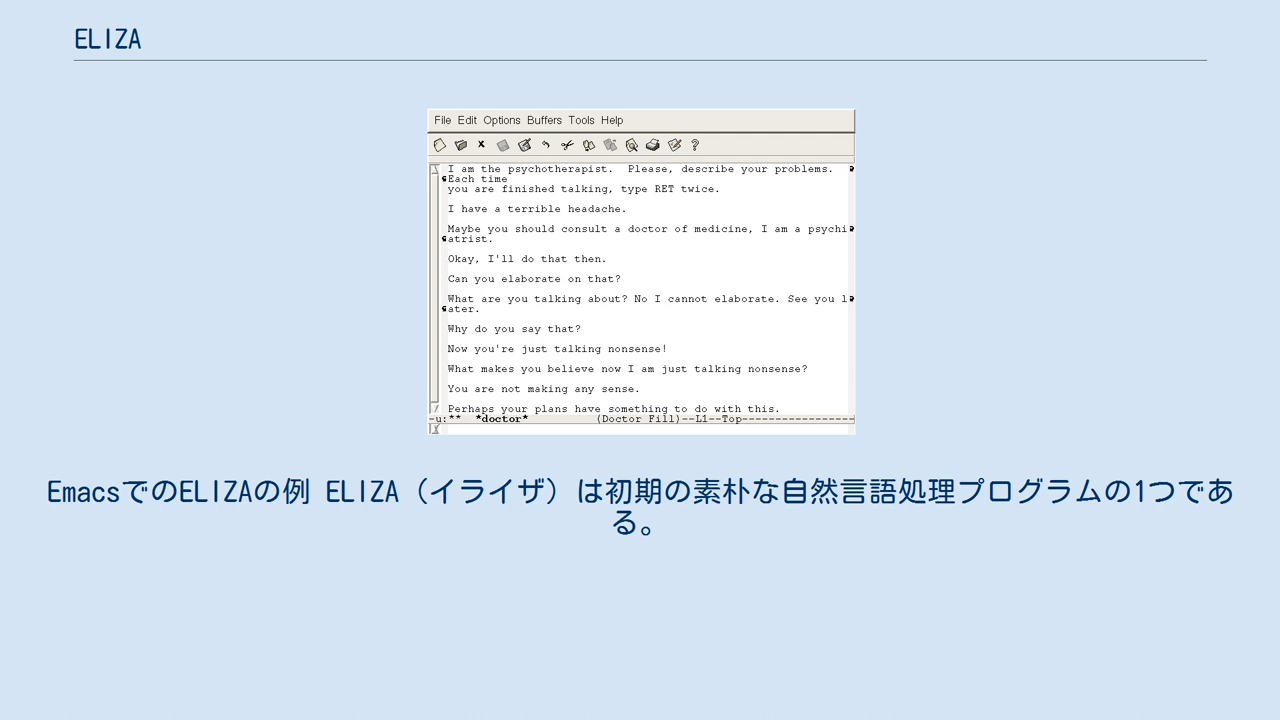 ELIZA
File Edit Options Buffers Tools Help
I am the psychotherapist.  Please, describe your problems.
Each time
you are finished talking, type RET twice.
I have a terrible headache.
Maybe you should consult a doctor of medicine, I am a psychi
atrist.
Okay, I'll do that then.
Can you elaborate on that?
What are you talking about? No I cannot elaborate. See you l
ater.
Why do you say that?
Now you're just talking nonsense!
What makes you believe now I am just talking nonsense?
You are not making any sense.
Perhaps your plans have something to do with this.
-u:**  *doctor*          (Doctor Fill)--L1--Top-----------------
EmacsでのELIZAの例 ELIZA（イライザ）は初期の素朴な自然言語処理プログラムの1つであ
る。